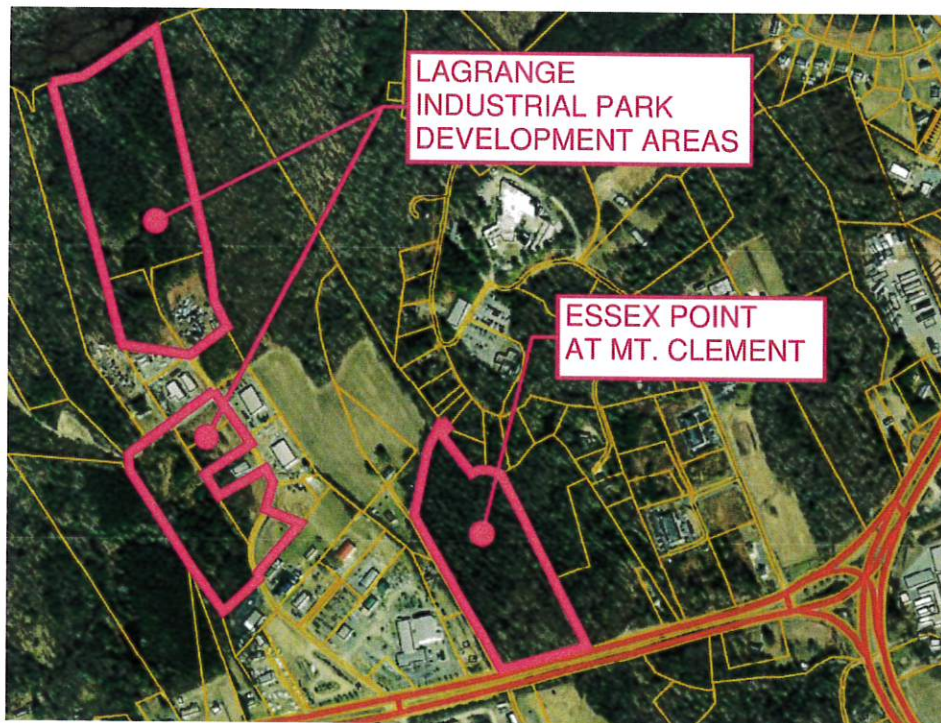 LAGRANGE
INDUSTRIAL PARK
DEVELOPMENT AREAS
ESSEX POINT
AT MT. CLEMENT